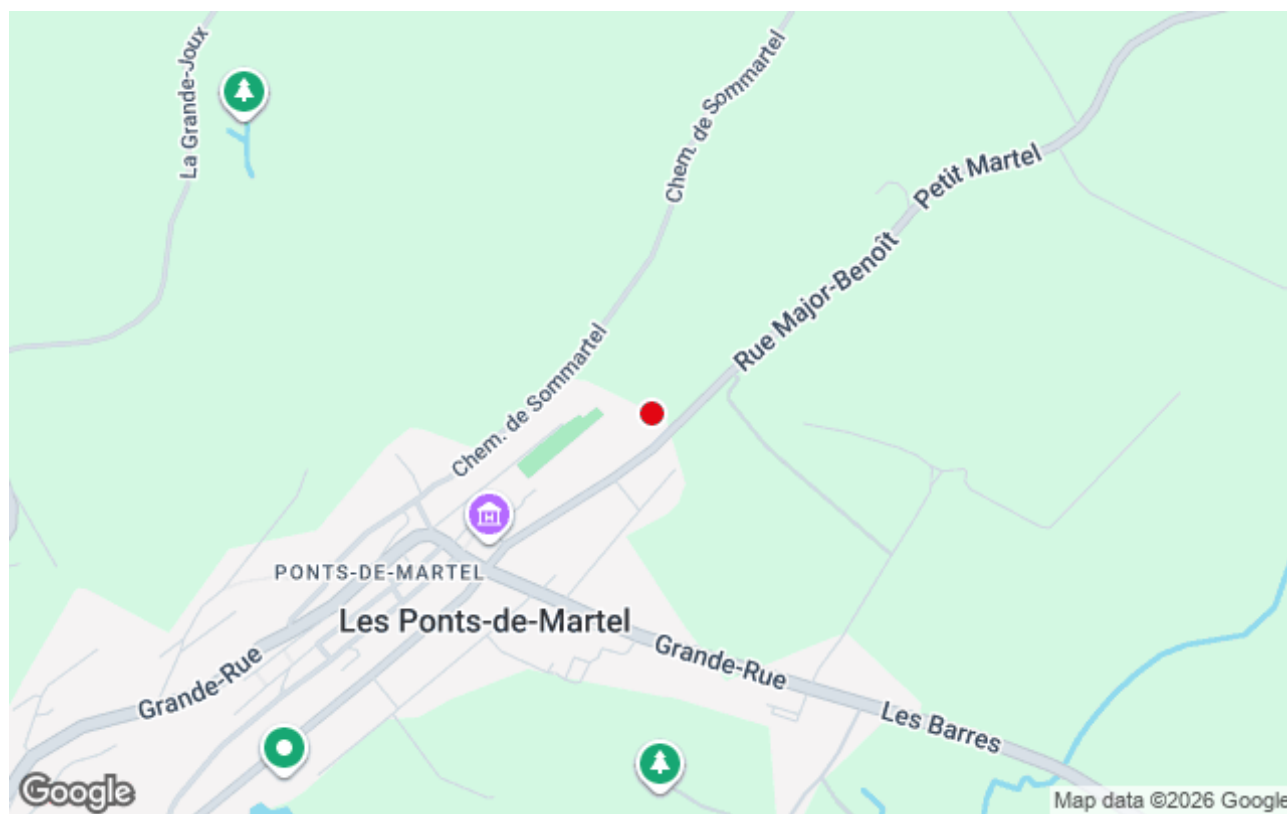 La Grande-Joux
Chem. de Sommartel
Petit Martel
Rue Major-Benoît
Chem. de Sommartel
PONTS-DE-MARTEL
Les Ponts-de-Martel
Grande-Rue
Grande-Rue
Les Barres
Google
Map data ©2026 Google